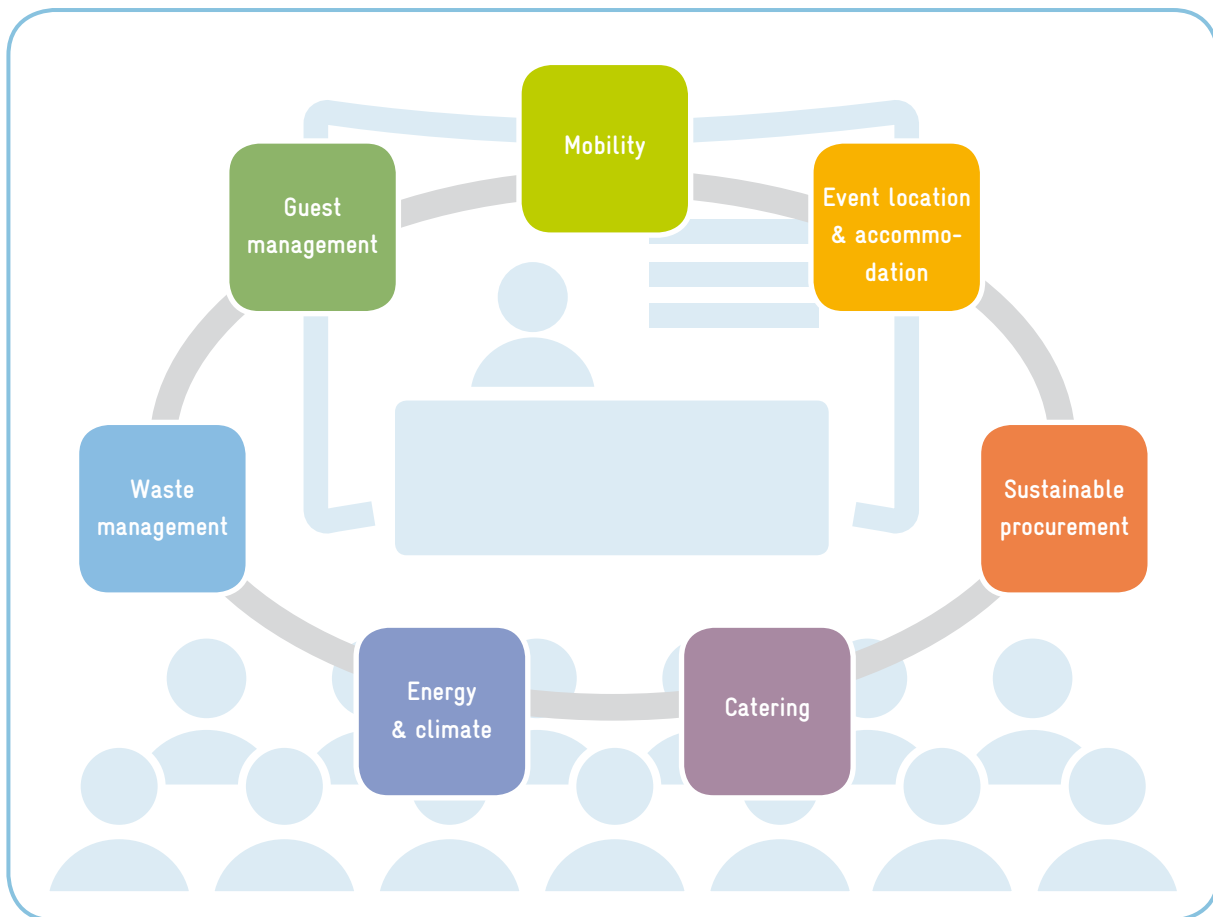 Mobility
Event location
& accommo-
dation
Sustainable
procurement
Catering
Energy
& climate
Waste
management
Guest
management